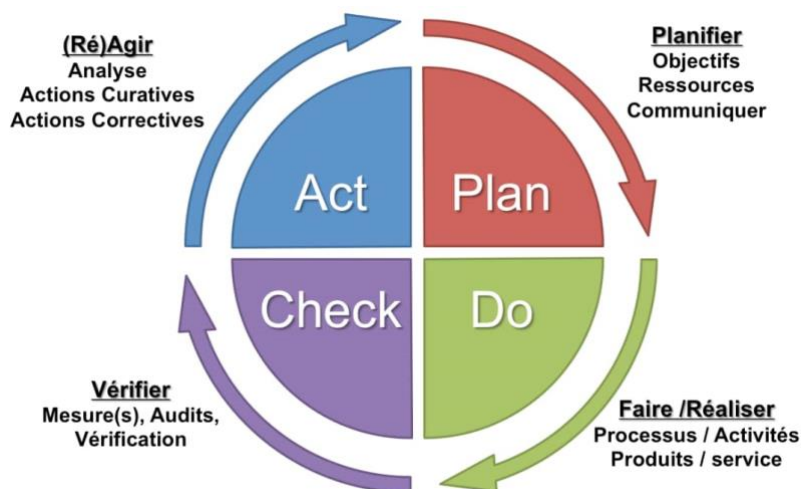 (Ré)Agir
Analyse
Actions Curatives
Actions Correctives
Planifier
Objectifs
Ressources
Communiquer
Act
Plan
Check
Do
Vérifier
Mesure(s), Audits,
Vérification
Faire /Réaliser
Processus / Activités
Produits / service